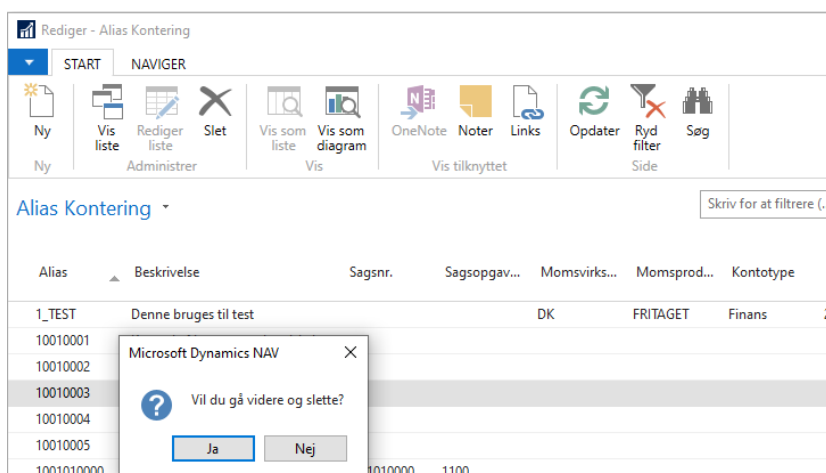 Rediger - Alias Kontering
START NAVIGER
Ny Vis liste Rediger liste Slet Vis som liste Vis som diagram OneNote Noter Links Opdater Ryd filter Søg
Ny Administrer Vis Vis tilknyttet Side
Alias Kontering
Skriv for at filtrere (...
Alias Beskrivelse Sagsnr. Sagsopgav... Momsvirks... Momsprod... Kontotype
1_TEST Denne bruges til test DK FRITAGET Finans
10010001
10010002
10010003
10010004
10010005
1001010000 1010000 1100
Microsoft Dynamics NAV
Vil du gå videre og slette?
Ja Nej